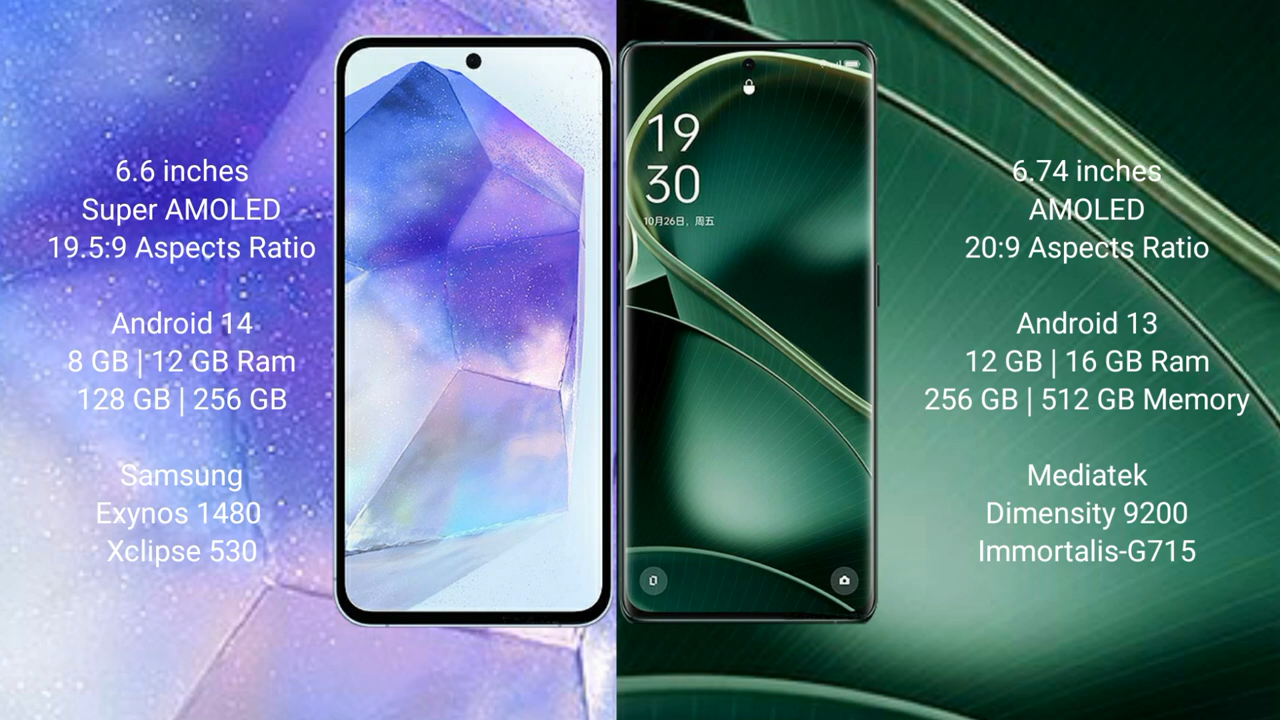 6.6 inches
Super AMOLED
19.5:9 Aspects Ratio
Android 14
8 GB | 12 GB Ram
128 GB | 256 GB
Samsung
Exynos 1480
Xclipse 530
19
30
10月26日，周五
6.74 inches
AMOLED
20:9 Aspects Ratio
Android 13
12 GB | 16 GB Ram
256 GB | 512 GB Memory
Mediatek
Dimensity 9200
Immortalis-G715